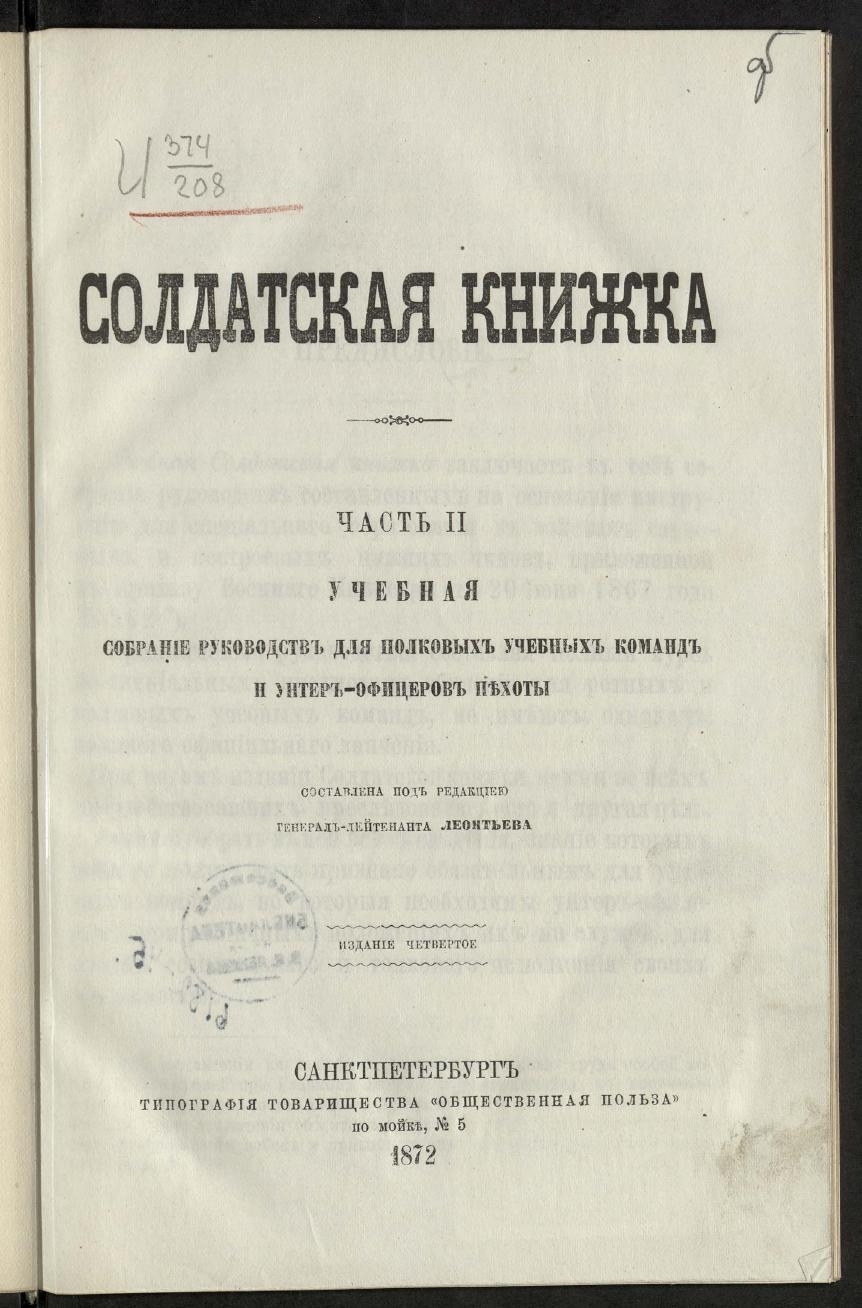 И 374
208
СОЛДАТСКАЯ КНИЖКА
ЧАСТЬ II
УЧЕБНАЯ
СОБРАНІЕ РУКОВОДСТВЪ ДЛЯ ПОЛКОВЫХЪ УЧЕБНЫХЪ КОМАНДЪ
И УНТЕРЪ-ОФИЦЕРОВЪ ПѢХОТЫ
СОСТАВЛЕНА ПОДЪ РЕДАКЦІЕЮ
ГЕНЕРАЛЪ-ЛЕЙТЕНАНТА ЛЕОНТЬЕВА
ИЗДАНІЕ ЧЕТВЕРТОЕ
САНКТПЕТЕРБУРГЪ
ТИПОГРАФІЯ ТОВАРИЩЕСТВА «ОБЩЕСТВЕННАЯ ПОЛЬЗА»
ПО МОЙКѢ, № 5
1872